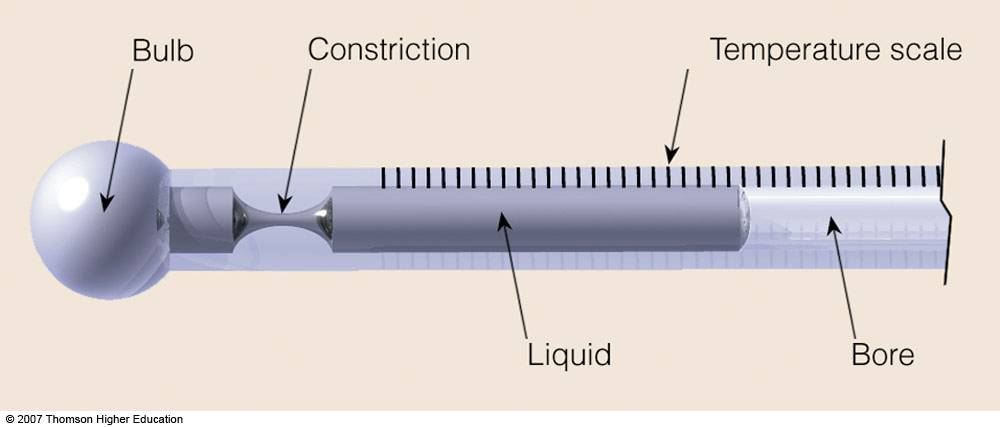 Bulb
Constriction
Temperature scale
Liquid
Bore
© 2007 Thomson Higher Education